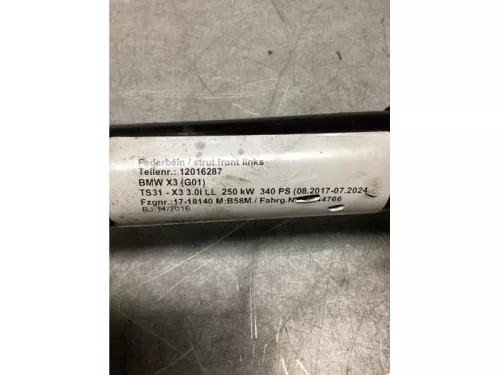 Federbein / strut front links
Teilenr.: 12016287
BMW X3 (G01)
TS31 - X3 3.0i LL 250 kW 340 PS (08.2017-07.2024
Fzgnr.:17-18140 M:B58M / Fahrg.N 4766
BJ 2016